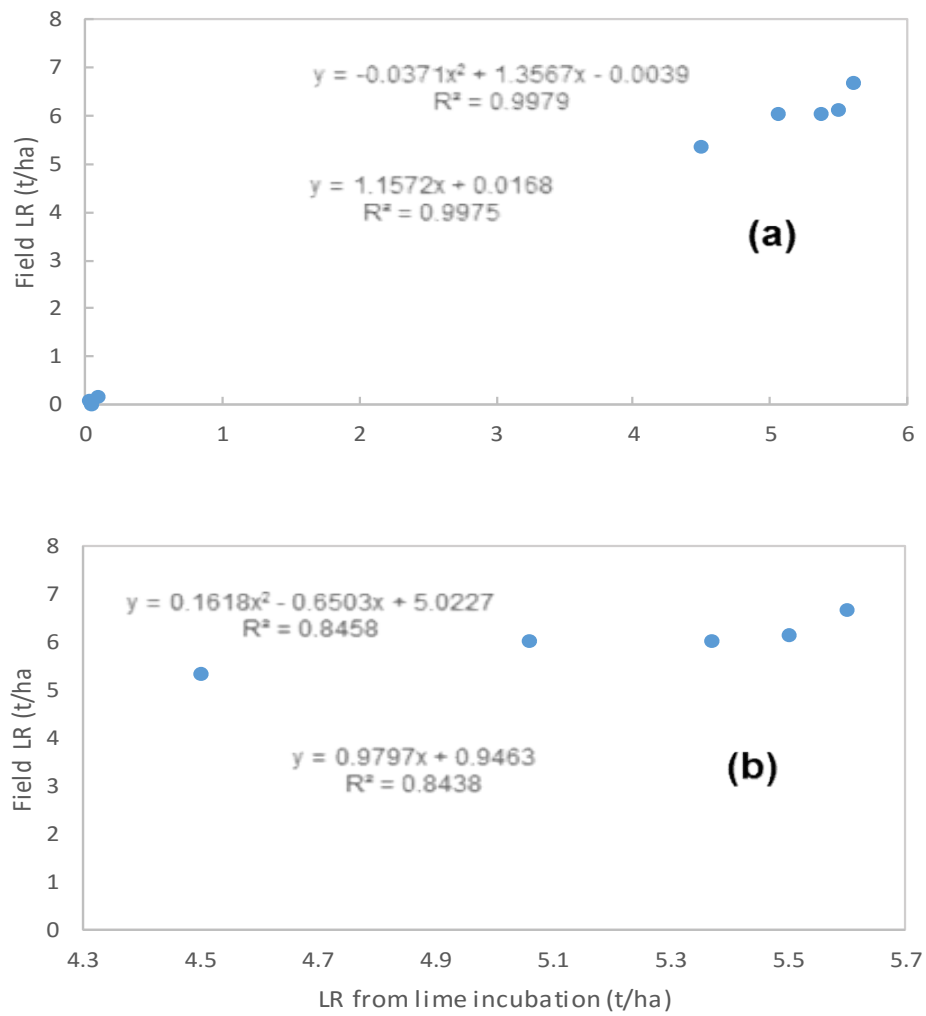 8
7
6
5
4
3
2
1
0
Field LR (t/ha)
y = -0.0371x² + 1.3567x - 0.0039
R² = 0.9979
y = 1.1572x + 0.0168
R² = 0.9975
(a)
0 1 2 3 4 5 6
8
7
6
5
4
3
2
1
0
Field LR (t/ha
y = 0.1618x² - 0.6503x + 5.0227
R² = 0.8458
y = 0.9797x + 0.9463
R² = 0.8438
(b)
4.3 4.5 4.7 4.9 5.1 5.3 5.5 5.7
LR from lime incubation (t/ha)